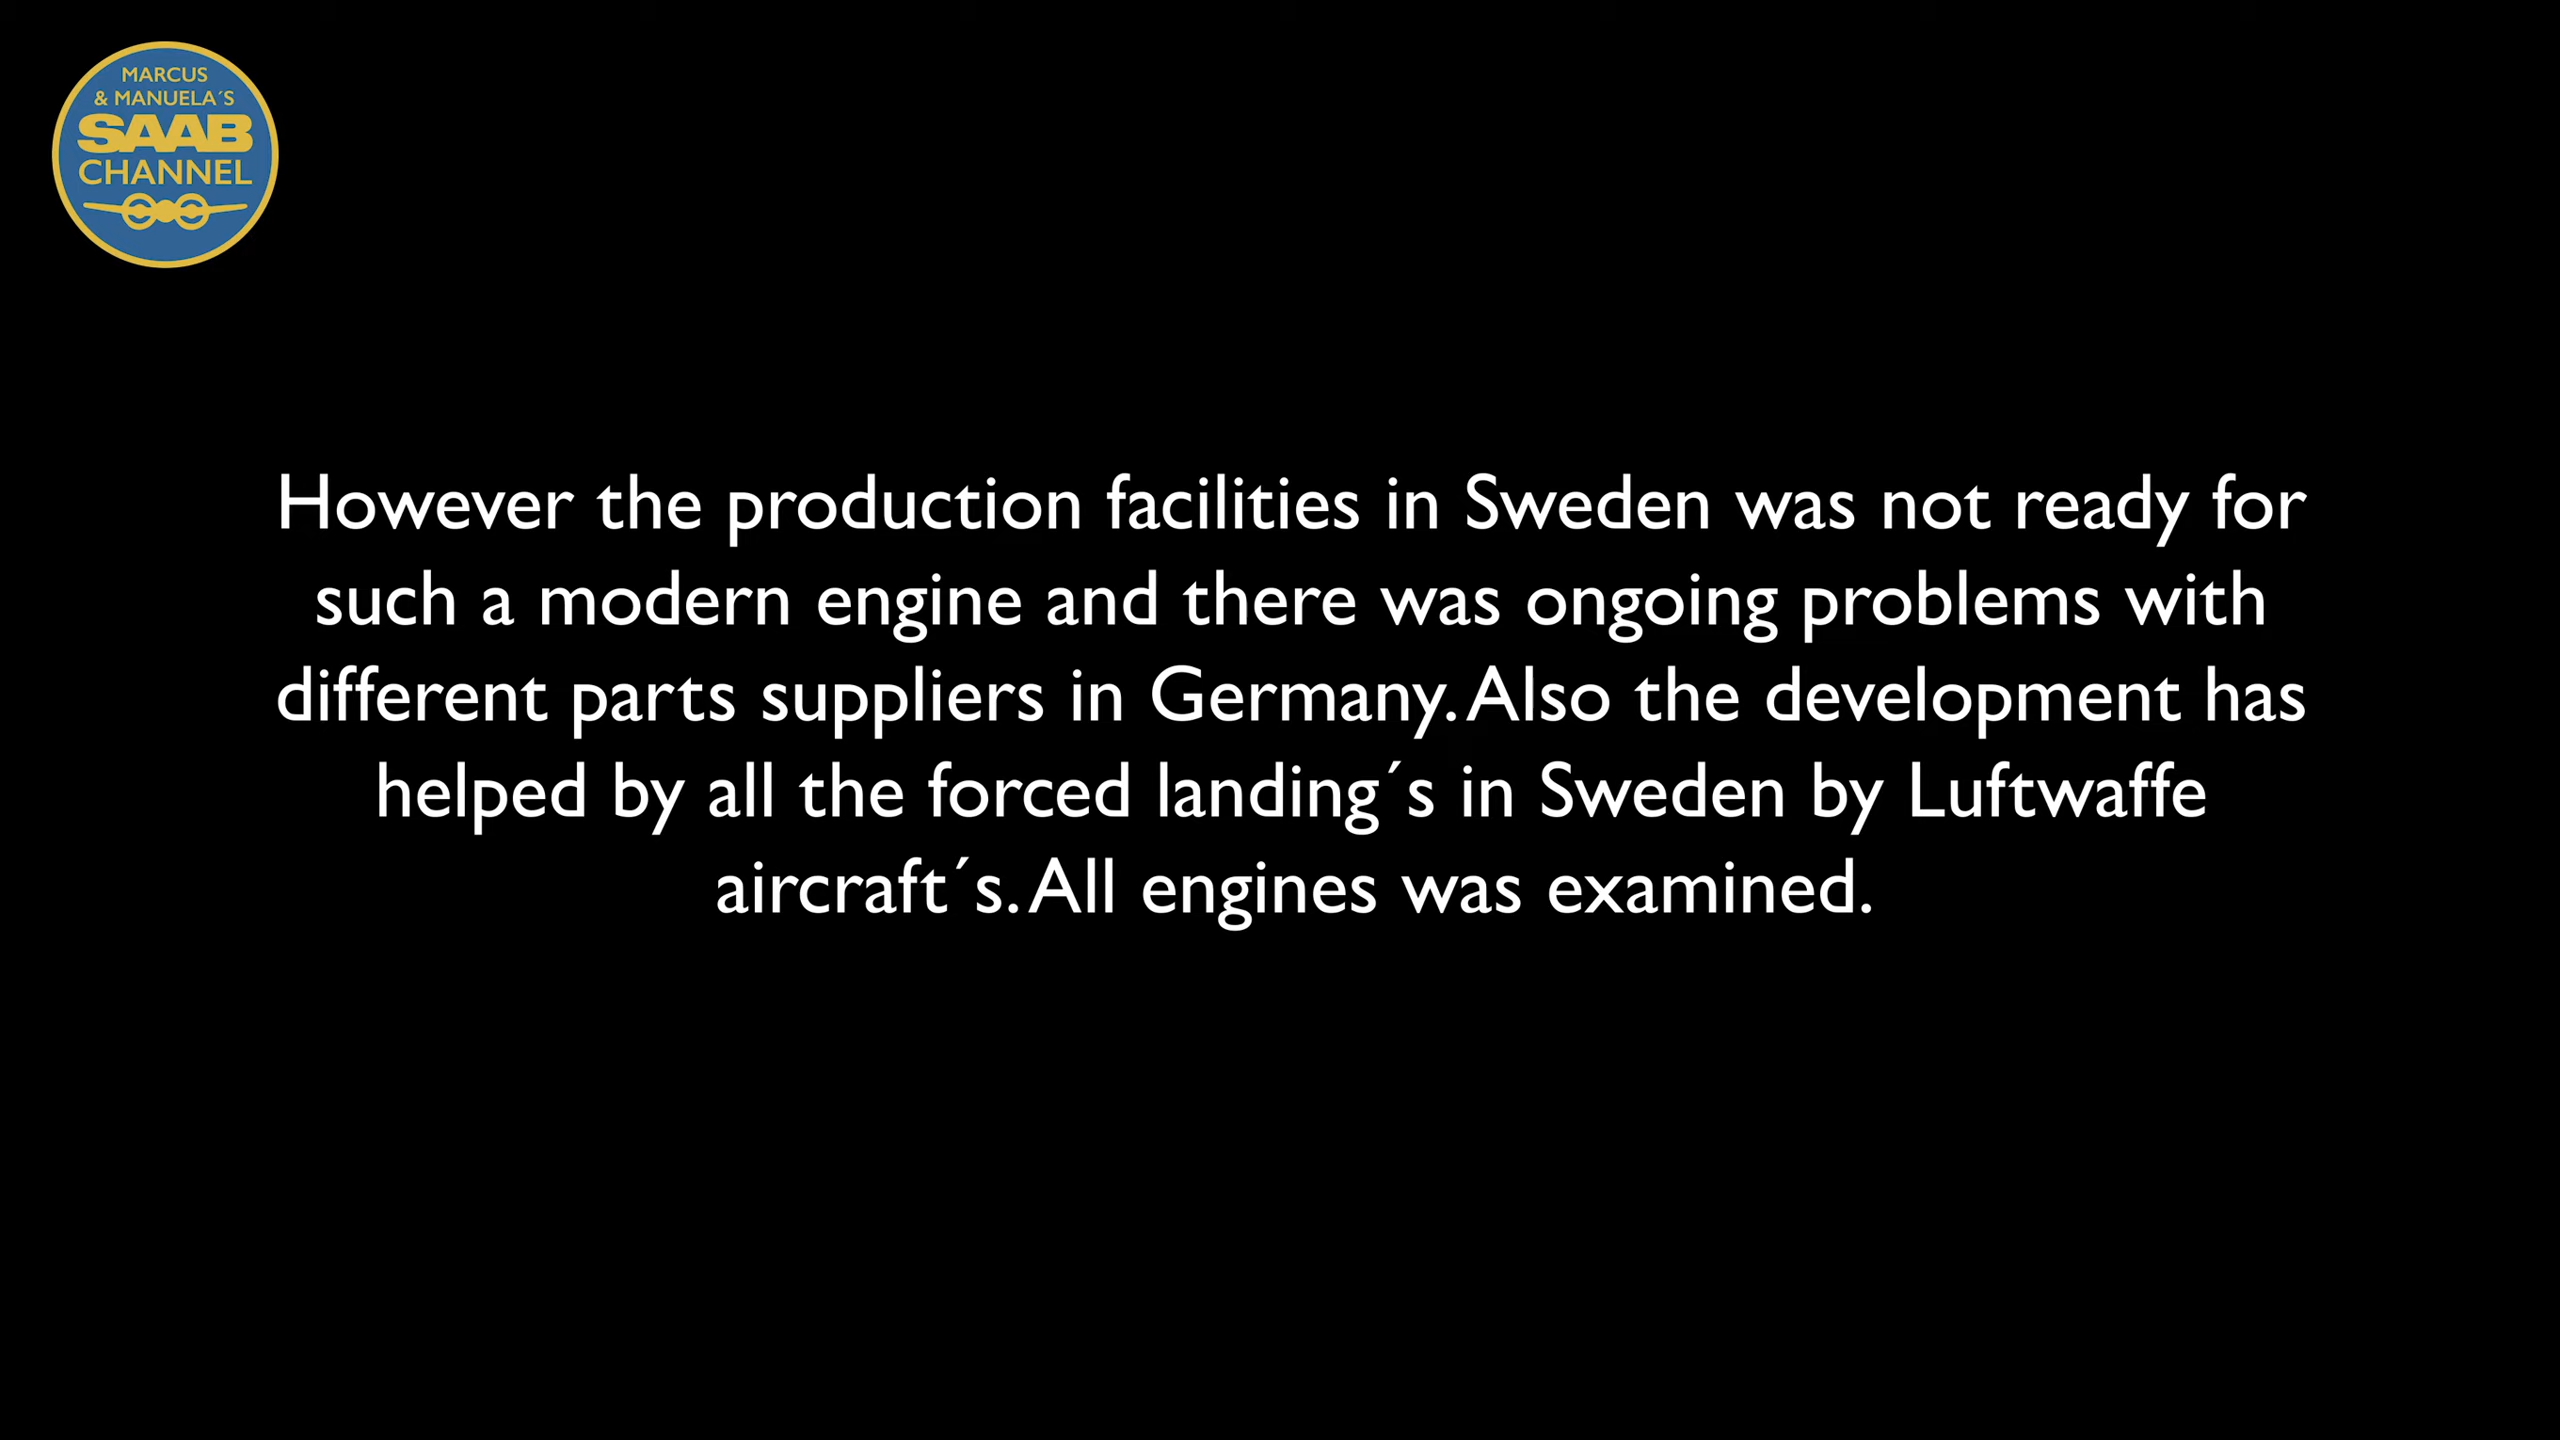 MARCUS
& MANUELA´S
SAAB
CHANNEL
However the production facilities in Sweden was not ready for
such a modern engine and there was ongoing problems with
different parts suppliers in Germany. Also the development has
helped by all the forced landing´s in Sweden by Luftwaffe
aircraft´s. All engines was examined.